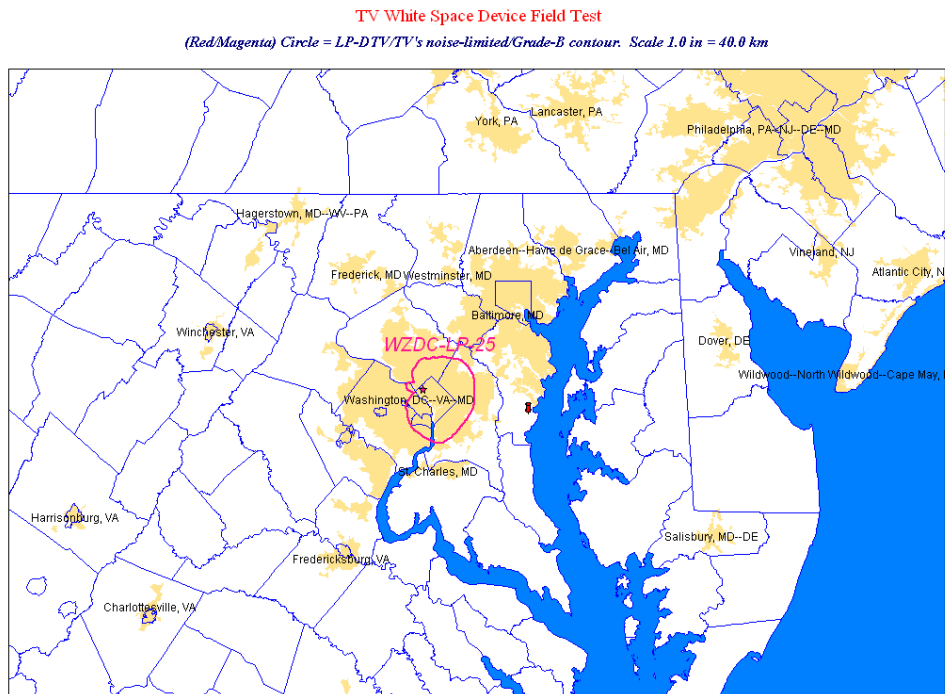 TV White Space Device Field Test
(Red/Magenta) Circle = LP-DTV/TV's noise-limited/Grade-B contour. Scale 1.0 in = 40.0 km
Lancaster, PA
York, PA
Philadelphia, PA--NJ--DE--MD
Hagerstown, MD--WV--PA
Aberdeen--Havre de Grace--Bel Air, MD
Vineland, NJ
Frederick, MD
Westminster, MD
Atlantic City, N
Baltimore, MD
Winchester, VA
WZDC-LP-25
Dover, DE
Wildwood--North Wildwood--Cape May,
Washington, DC--VA--MD
St. Charles, MD
Harrisonburg, VA
Salisbury, MD--DE
Fredericksburg, VA
Charlottesville, VA